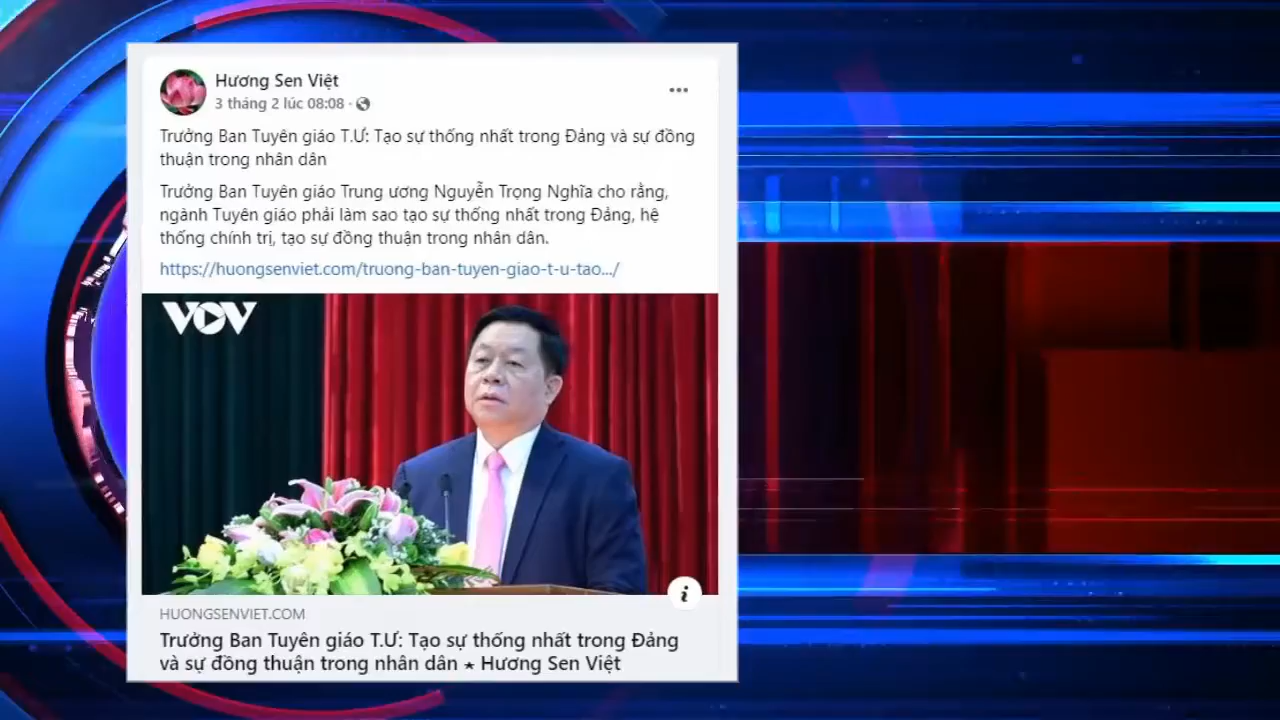 Hương Sen Việt
3 tháng 2 lúc 08:08 ·
Trưởng Ban Tuyên giáo T.Ư: Tạo sự thống nhất trong Đảng và sự đồng
thuận trong nhân dân
Trưởng Ban Tuyên giáo Trung ương Nguyễn Trọng Nghĩa cho rằng,
ngành Tuyên giáo phải làm sao tạo sự thống nhất trong Đảng, hệ
thống chính trị, tạo sự đồng thuận trong nhân dân.
https://huongsenviet.com/truong-ban-tuyen-giao-t-u-tao.../
VOV
HUONGSENVIET.COM
Trưởng Ban Tuyên giáo T.Ư: Tạo sự thống nhất trong Đảng
và sự đồng thuận trong nhân dân ★ Hương Sen Việt